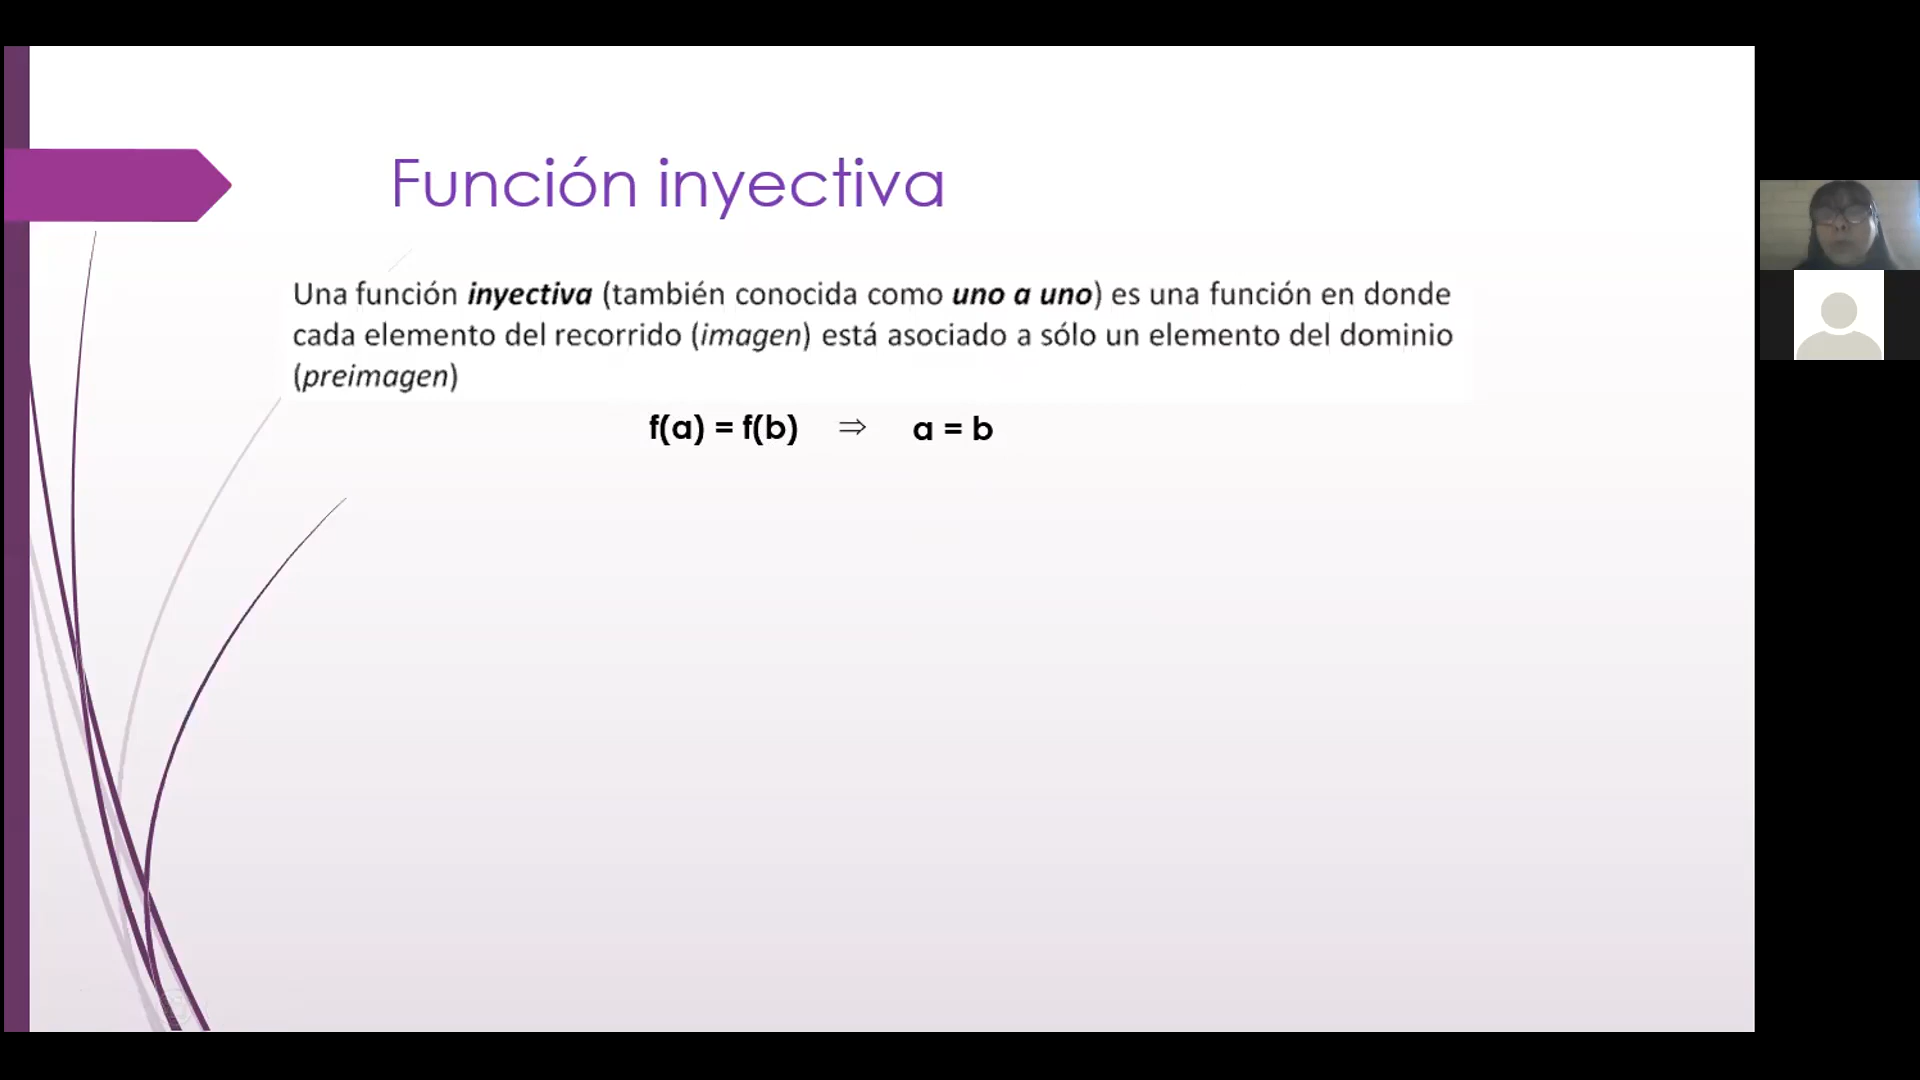 Función inyectiva
Una función inyectiva (también conocida como uno a uno) es una función en donde
cada elemento del recorrido (imagen) está asociado a sólo un elemento del dominio
(preimagen)
f(a) = f(b) ⇒ a = b